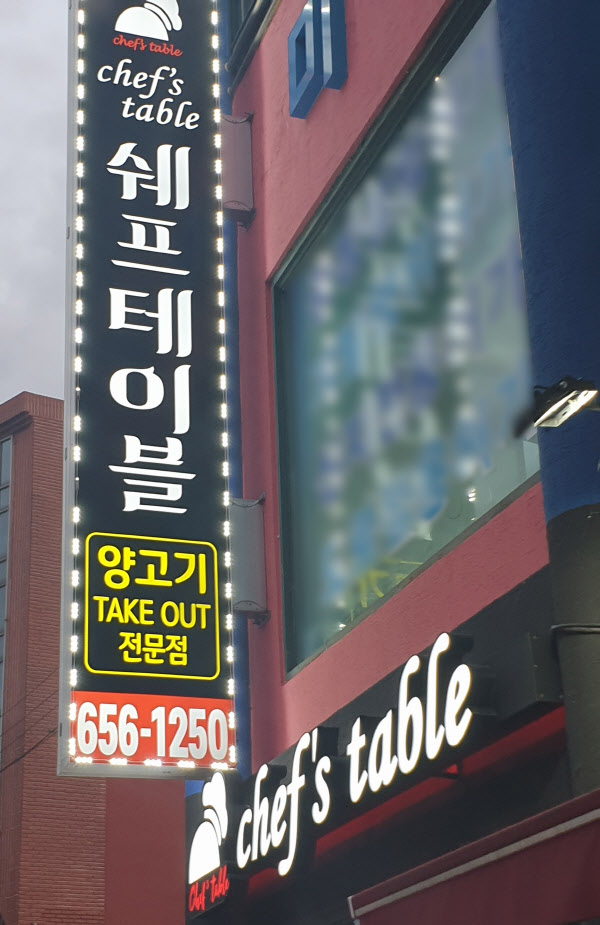 chef's table
chef's
table
쉐프테이블
양고기
TAKE OUT
전문점
656-1250
미
chef's table
Chef's table